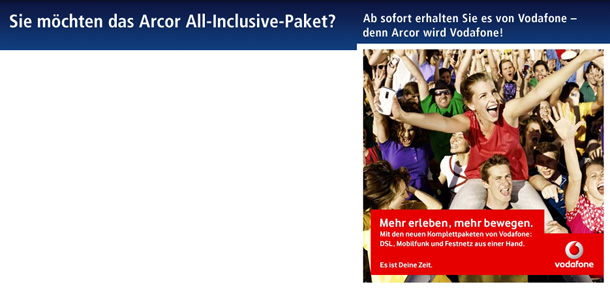 Sie möchten das Arcor All-Inclusive-Paket?
Ab sofort erhalten Sie es von Vodafone –
denn Arcor wird Vodafone!
Mehr erleben, mehr bewegen.
Mit den neuen Komplettpaketen von Vodafone:
DSL, Mobilfunk und Festnetz aus einer Hand.
Es ist Deine Zeit.
vodafone